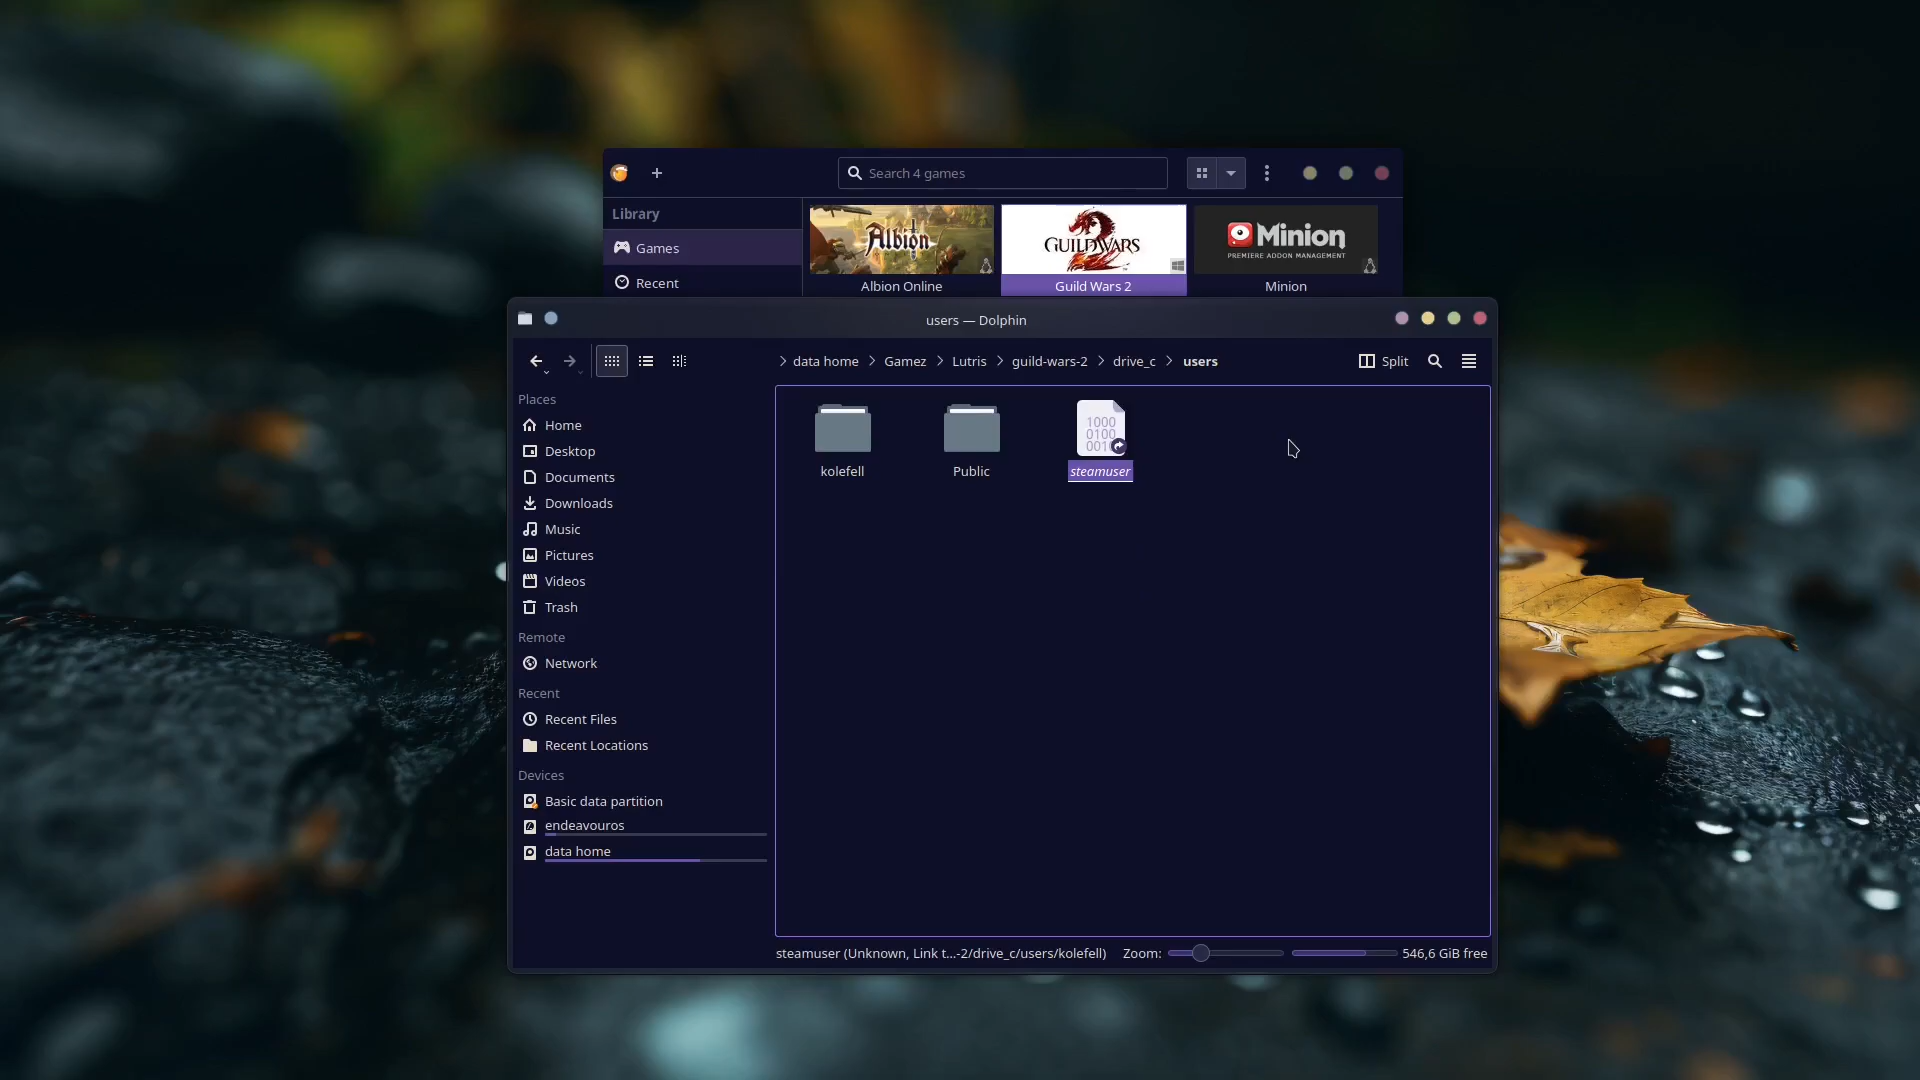 Search 4 games
Library
Games
Recent
Albion
GUILDWARS
2
Minion
PREMIERE ADDON MANAGEMENT
Albion Online
Guild Wars 2
Minion
users — Dolphin
data home
Gamez
Lutris
guild-wars-2
drive_c
users
Split
Places
Home
Desktop
Documents
Downloads
Music
Pictures
Videos
Trash
Remote
Network
Recent
Recent Files
Recent Locations
Devices
Basic data partition
endeavouros
data home
1000
0100
001
kolefell
Public
steamuser
steamuser (Unknown, Link t...-2/drive_c/users/kolefell)
Zoom:
546,6 GiB free